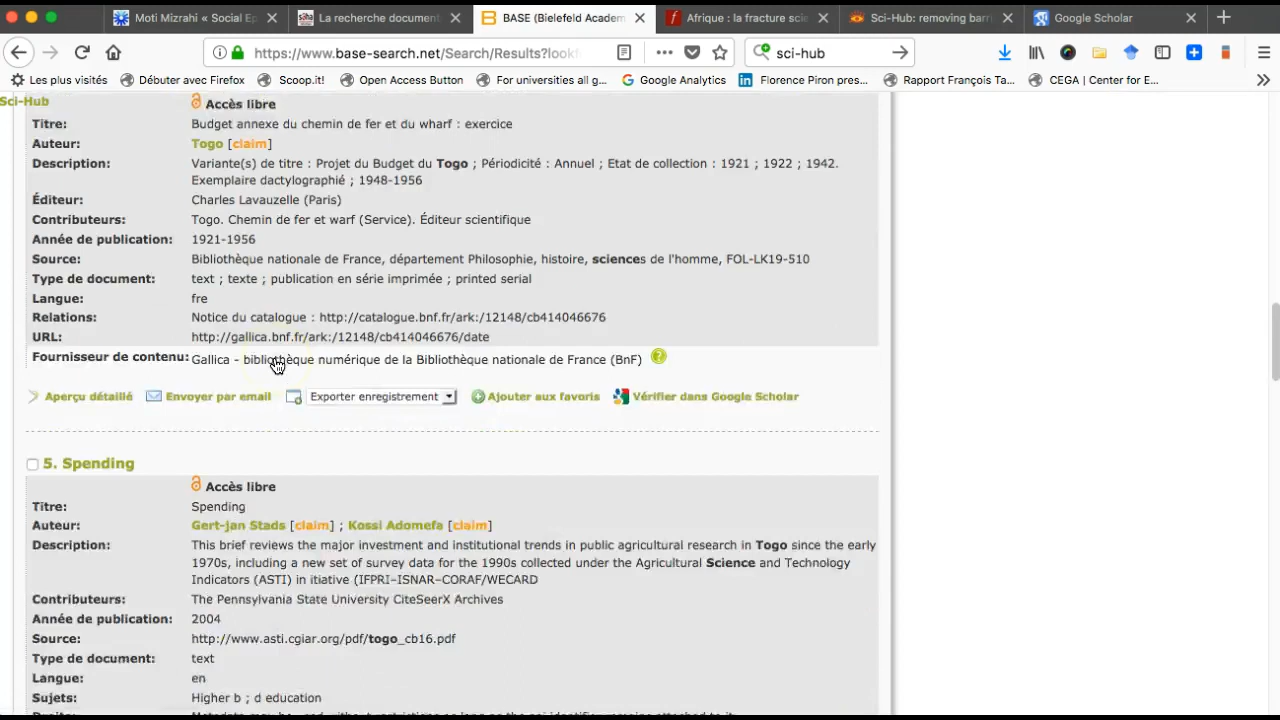 Moti Mizrahi « Social Ep
La recherche document
BASE (Bielefeld Academ
Afrique : la fracture scie
Sci-Hub: removing barri
Google Scholar
https://www.base-search.net/Search/Results?lookf
sci-hub
Les plus visités
Débuter avec Firefox
Scoop.it!
Open Access Button
For universities all g...
Google Analytics
Florence Piron pres...
Rapport François Ta...
CEGA | Center for E...
Sci-Hub
Accès libre
Titre: Budget annexe du chemin de fer et du wharf : exercice
Auteur: Togo [claim]
Description: Variante(s) de titre : Projet du Budget du Togo ; Périodicité : Annuel ; Etat de collection : 1921 ; 1922 ; 1942.
Exemplaire dactylographié ; 1948-1956
Éditeur: Charles Lavauzelle (Paris)
Contributeurs: Togo. Chemin de fer et warf (Service). Éditeur scientifique
Année de publication: 1921-1956
Source: Bibliothèque nationale de France, département Philosophie, histoire, sciences de l'homme, FOL-LK19-510
Type de document: text ; texte ; publication en série imprimée ; printed serial
Langue: fre
Relations: Notice du catalogue : http://catalogue.bnf.fr/ark:/12148/cb414046676
URL: http://gallica.bnf.fr/ark:/12148/cb414046676/date
Fournisseur de contenu: Gallica - bibliothèque numérique de la Bibliothèque nationale de France (BnF) ?
Aperçu détaillé Envoyer par email Exporter enregistrement Ajouter aux favoris Vérifier dans Google Scholar
5. Spending
Accès libre
Titre: Spending
Auteur: Gert-jan Stads [claim] ; Kossi Adomefa [claim]
Description: This brief reviews the major investment and institutional trends in public agricultural research in Togo since the early
1970s, including a new set of survey data for the 1990s collected under the Agricultural Science and Technology
Indicators (ASTI) in itiative (IFPRI–ISNAR–CORAF/WECARD
Contributeurs: The Pennsylvania State University CiteSeerX Archives
Année de publication: 2004
Source: http://www.asti.cgiar.org/pdf/togo_cb16.pdf
Type de document: text
Langue: en
Sujets: Higher b ; d education